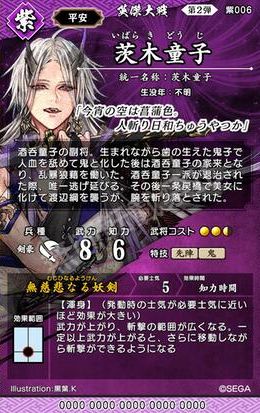 紫
平安
英傑大戦
第2弾
紫006
いばらき どうじ
茨木童子
統一名称:茨木童子
生没年:不明
「今宵の空は菖蒲色。
人斬り日和ちゅうやつか」
酒呑童子の副将。生まれながら歯の生えた鬼子で
人血を舐めて鬼と化した後は酒呑童子の家来とな
り、乱暴狼藉を働いた。酒呑童子一派が退治され
た際、唯一逃げ延びる。その後一条戻橋で美女に
化けて渡辺綱を襲うが、腕を斬り落とされた。
兵種 武力 知力 武将コスト
剣豪 8 6 特技 先陣 鬼
むじひなるようけん 必要士気 効果時間
無慈悲なる妖剣 5 知力時間
効果範囲
【渾身】(発動時の士気が必要士気に近い
ほど効果が大きい)
武力が上がり、斬撃の範囲が広くなる。一
定以上武力が上がると、さらに移動しなが
ら斬撃ができるようになる
Illustration:黒葉.K
©SEGA
0000 0000 0000 0000 0000